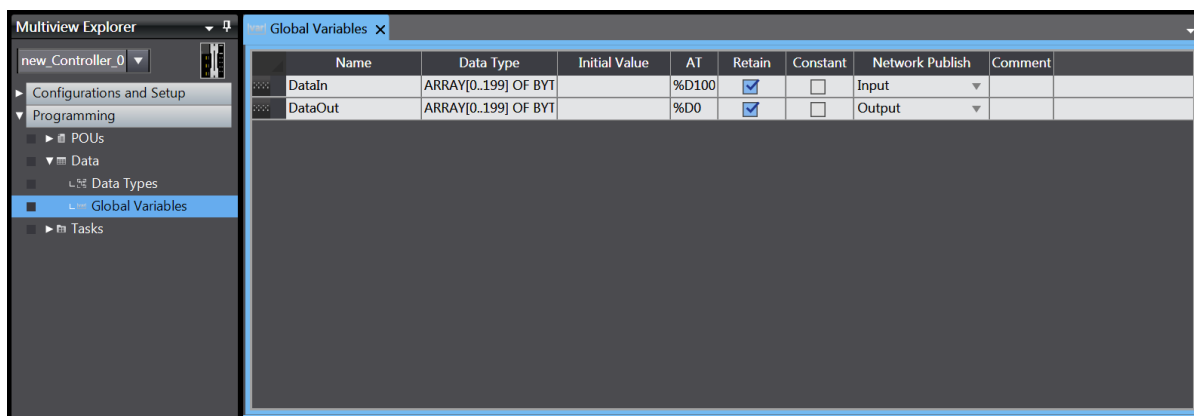 Multiview Explorer
new_Controller_0
Configurations and Setup
Programming
POUs
Data
Data Types
Global Variables
Tasks
Global Variables
Name Data Type Initial Value AT Retain Constant Network Publish Comment
DataIn ARRAY[0..199] OF BYT %D100 Input
DataOut ARRAY[0..199] OF BYT %D0 Output